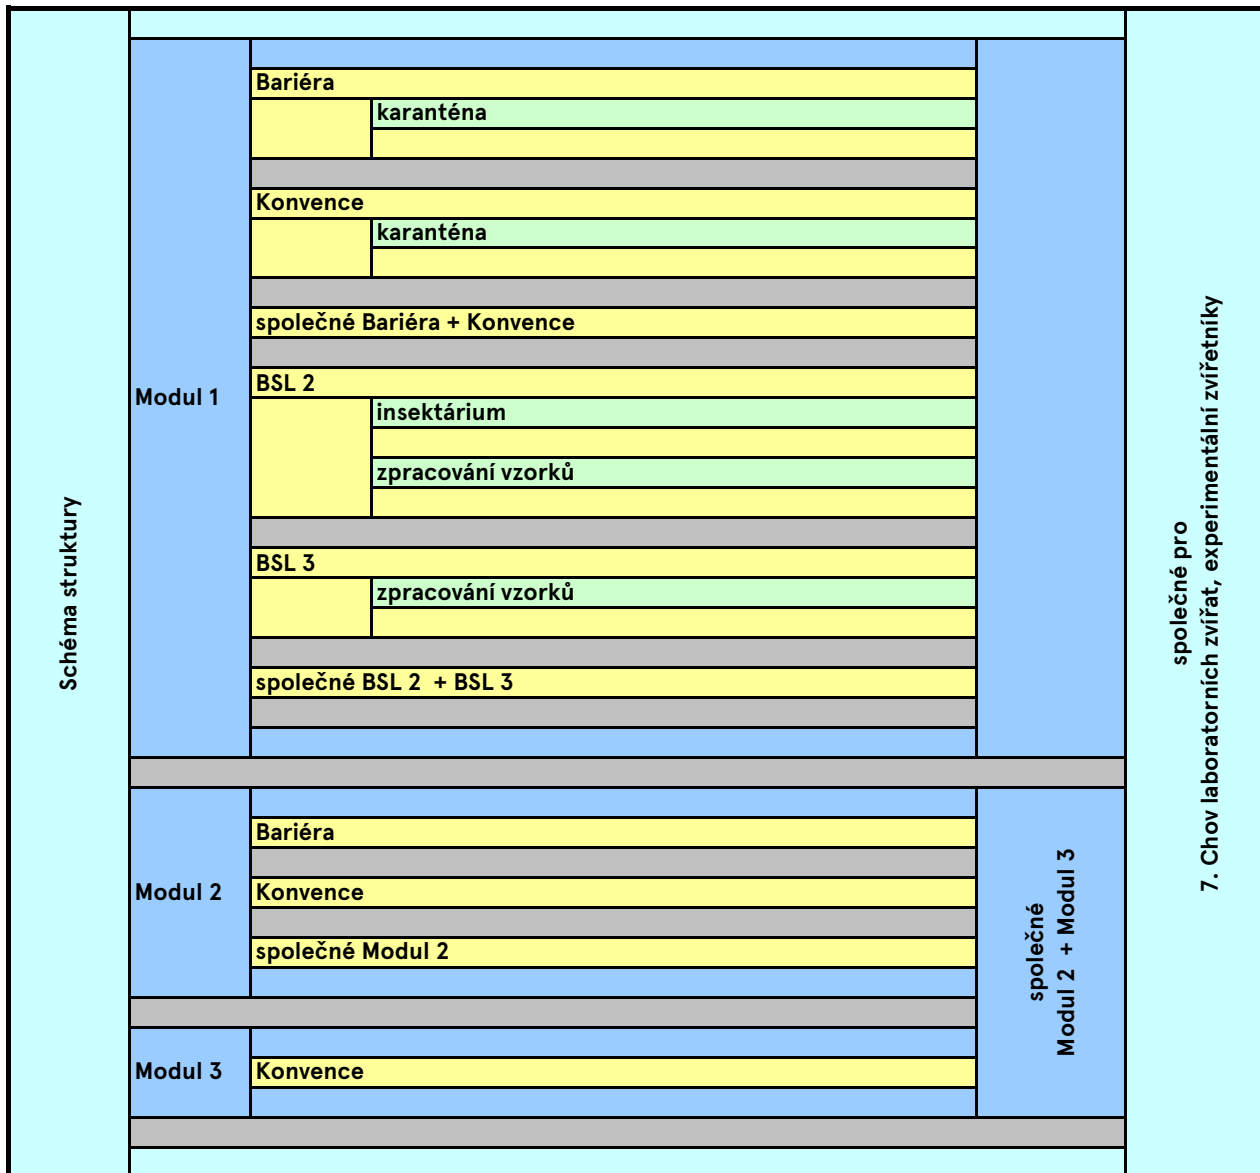 Schéma struktury
Modul 1
Bariéra
karanténa
Konvence
karanténa
společné Bariéra + Konvence
BSL 2
insektárium
zpracování vzorků
BSL 3
zpracování vzorků
společné BSL 2 + BSL 3
Modul 2
Bariéra
Konvence
společné Modul 2
Modul 3
Konvence
společné
Modul 2 + Modul 3
společné pro
7. Chov laboratorních zvířat, experimentální zvířetníky